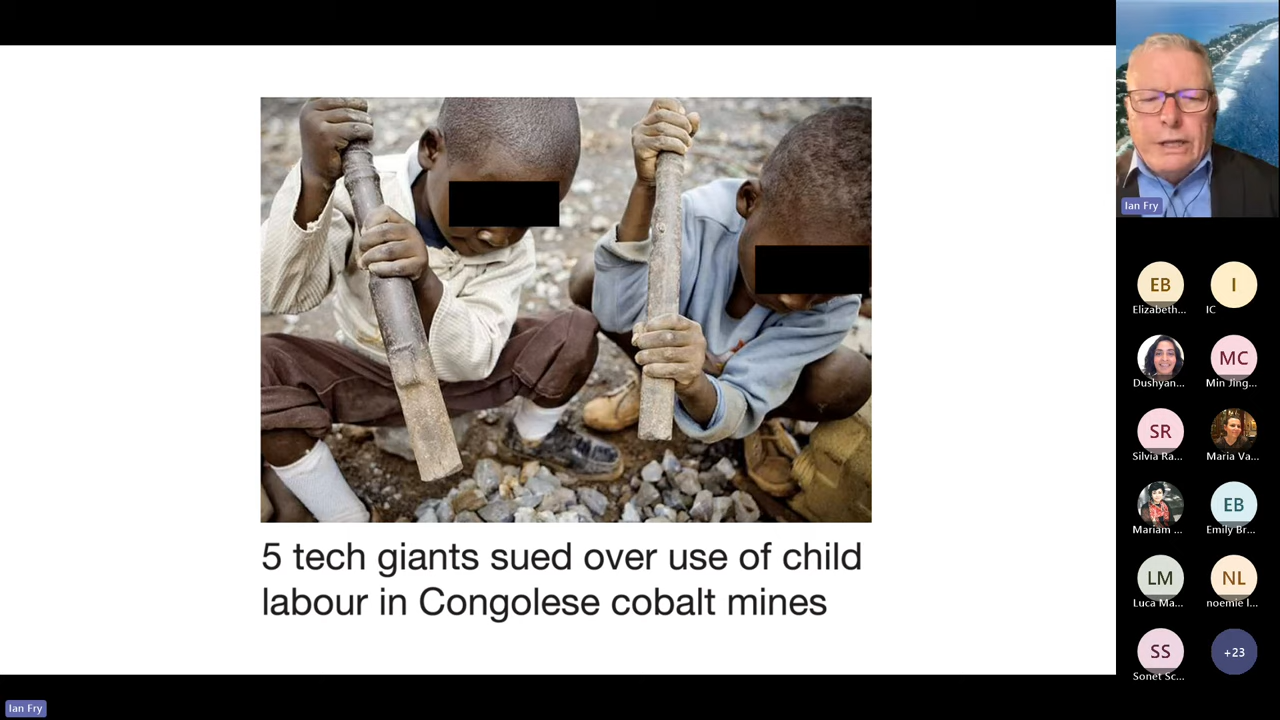 5 tech giants sued over use of child
labour in Congolese cobalt mines
Ian Fry
EB
I
Elizabeth...
IC
MC
Dushyan...
Min Jing...
SR
Silvia Ra...
Maria Va...
EB
Mariam ...
Emily Br...
LM
NL
Luca Ma...
noemie l...
SS
+23
Sonet Sc...
Ian Fry